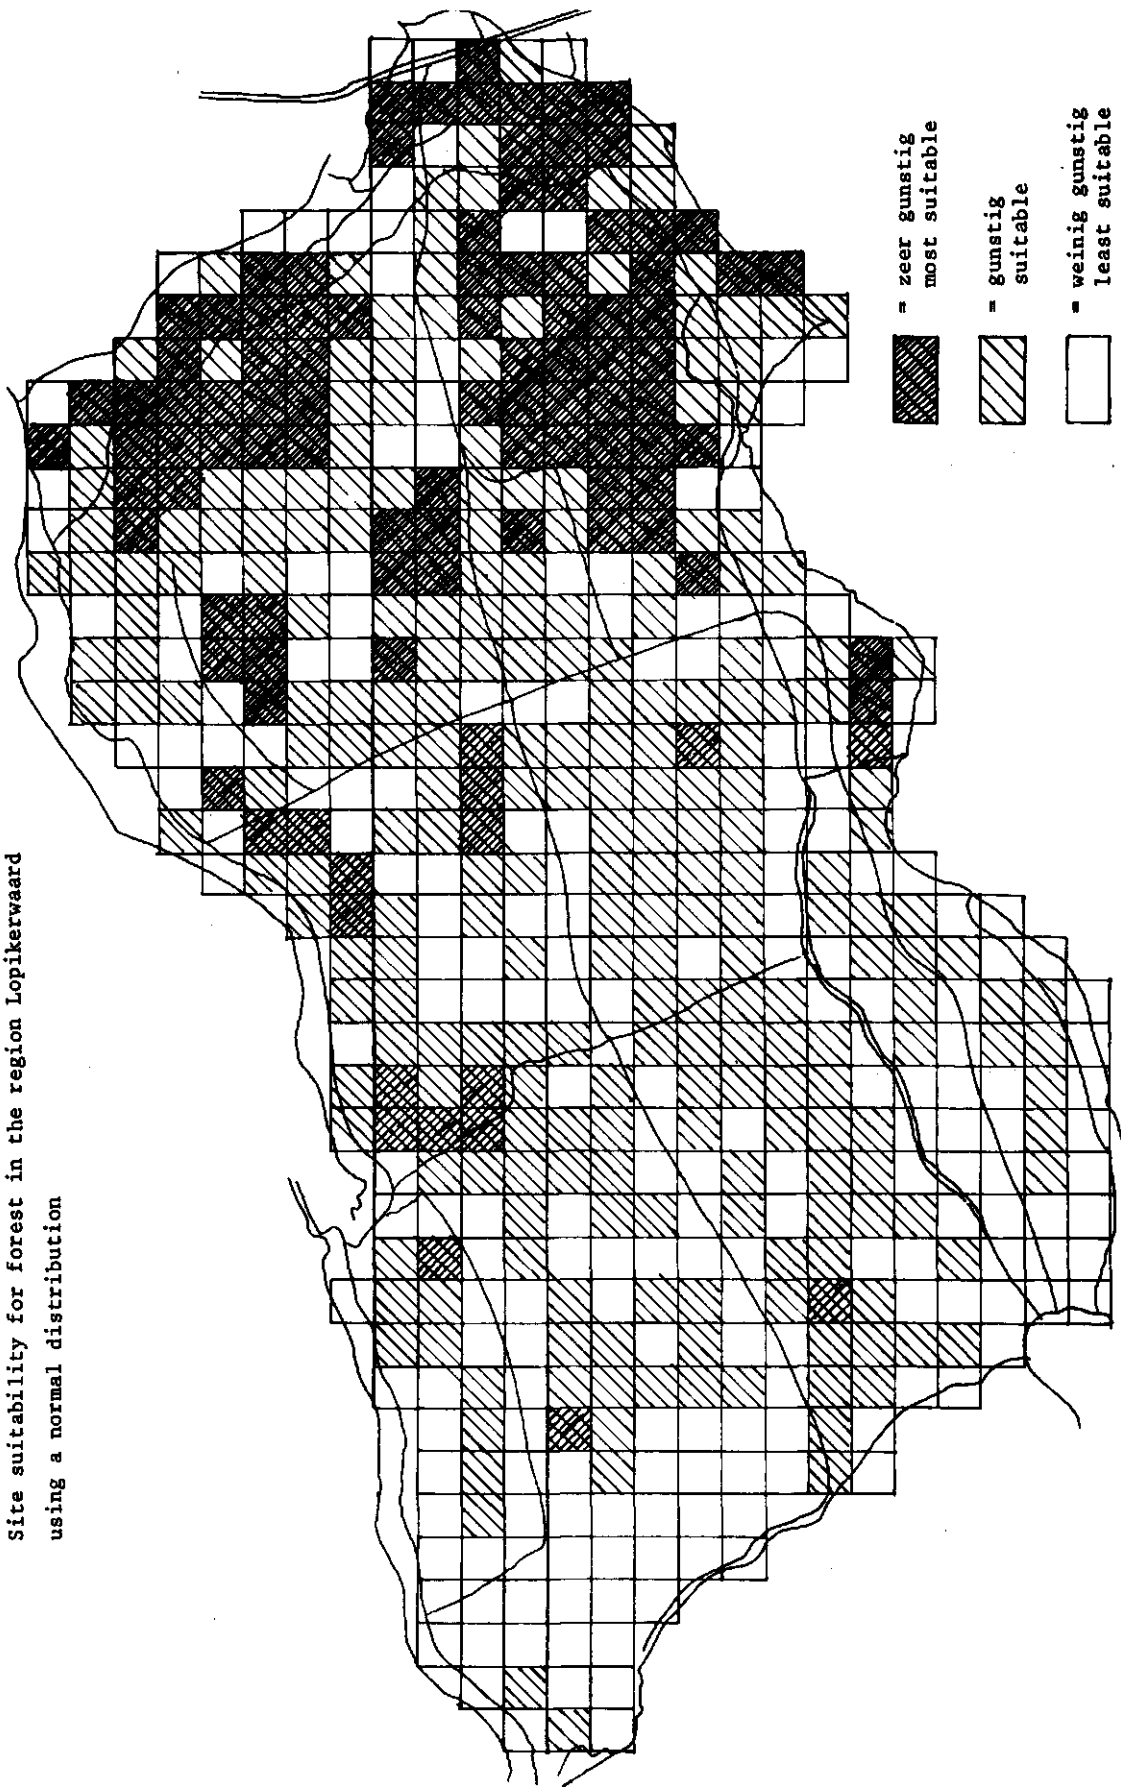 Site suitability for forest in the region Lopikerwaard
using a normal distribution
= zeer gunstig
most suitable
= gunstig
suitable
= weinig gunstig
least suitable